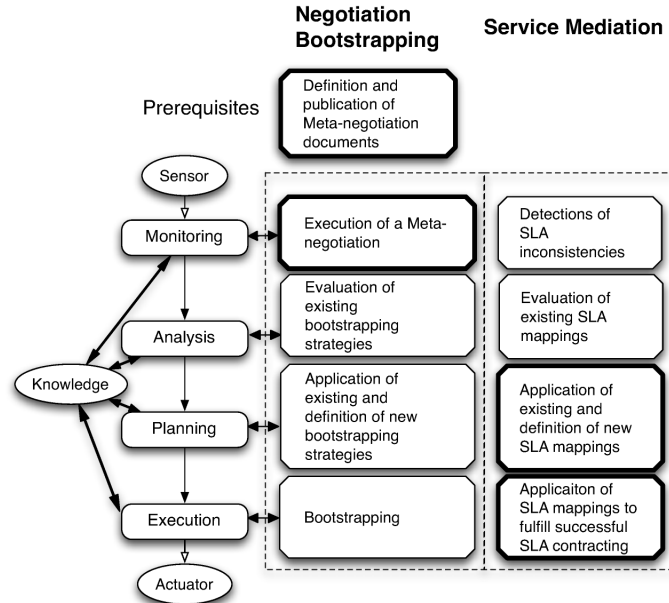 Negotiation
Bootstrapping
Service Mediation
Prerequisites
Definition and
publication of
Meta-negotiation
documents
Sensor
Monitoring
Execution of a Meta-
negotiation
Detections of
SLA
inconsistencies
Analysis
Evaluation of
existing
bootstrapping
strategies
Evaluation of
existing SLA
mappings
Knowledge
Planning
Application of
existing and
definition of new
bootstrapping
strategies
Application of
existing and
definition of new
SLA mappings
Execution
Bootstrapping
Applicaiton of
SLA mappings to
fulfill successful
SLA contracting
Actuator